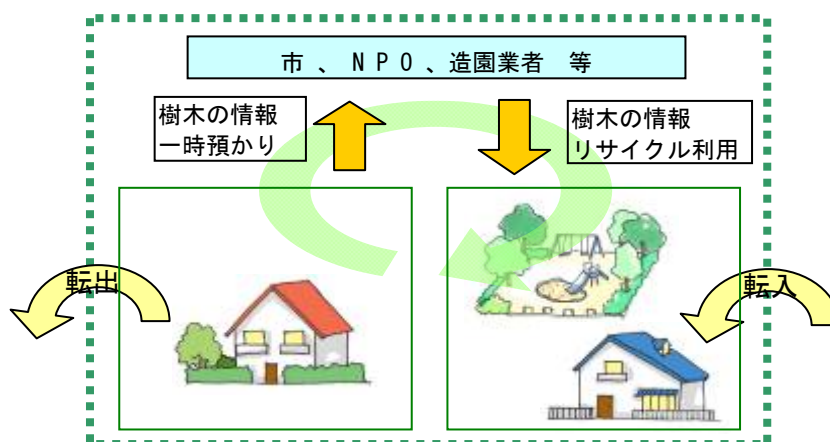 市 、 ＮＰＯ 、造園業者　等
樹木の情報
一時預かり
樹木の情報
リサイクル利用
転出
転入